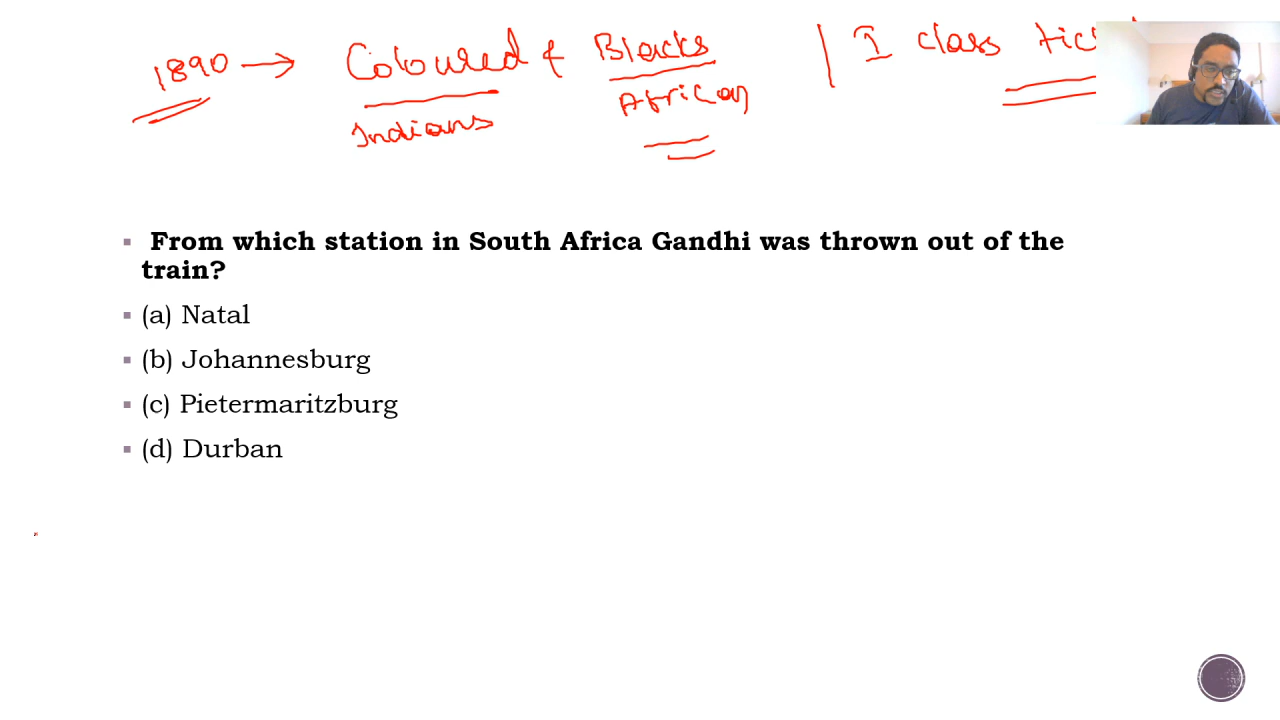 1890 → Coloured & Blacks | I class
Indians African
From which station in South Africa Gandhi was thrown out of the
train?
(a) Natal
(b) Johannesburg
(c) Pietermaritzburg
(d) Durban